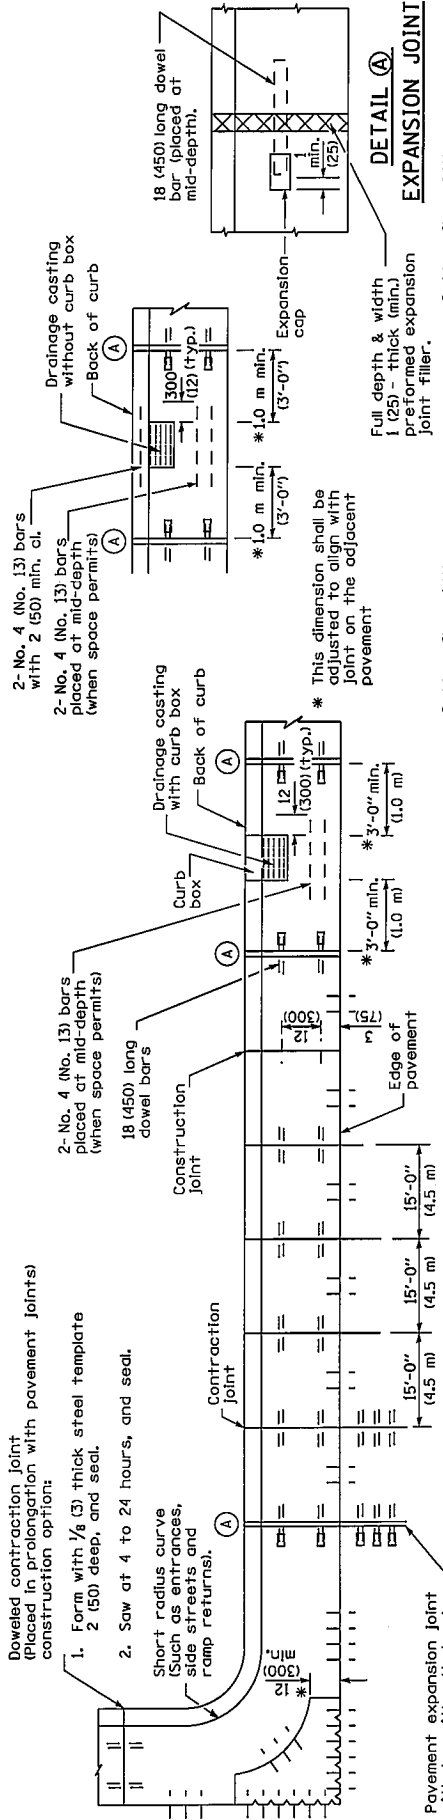 Doweled contraction joint
(Placed in prolongation with pavement joints)
construction option:
1. Form with 1/8 (3) thick steel template
2 (50) deep, and seal.
2. Saw at 4 to 24 hours, and seal.
Short radius curve
(Such as entrances,
side streets and
ramp returns).
* 12
(300)
min.
Pavement expansion joint
A
Contraction
joint
15'-0"
(4.5 m)
15'-0"
(4.5 m)
15'-0"
(4.5 m)
Edge of
pavement
2- No. 4 (No. 13) bars
placed at mid-depth
(when space permits)
18 (450) long
dowel bars
Construction
joint
12
(300)
3
(75)
A
Curb
box
Drainage casting
with curb box
Back of curb
A
12
(300) (typ.)
*3'-0" min.
(1.0 m)
*3'-0" min.
(1.0 m)
* This dimension shall be
adjusted to align with
joint on the adjacent
pavement
2- No. 4 (No. 13) bars
with 2 (50) min. cl.
2- No. 4 (No. 13) bars
placed at mid-depth
(when space permits)
Drainage casting
without curb box
Back of curb
A
A
300
(12) (typ.)
*1.0 m min.
(3'-0")
*1.0 m min.
(3'-0")
18 (450) long dowel
bar (placed at
mid-depth).
Expansion
cap
1
min.
(25)
Full depth & width
1 (25) - thick (min.)
preformed expansion
joint filler.
DETAIL A
EXPANSION JOINT